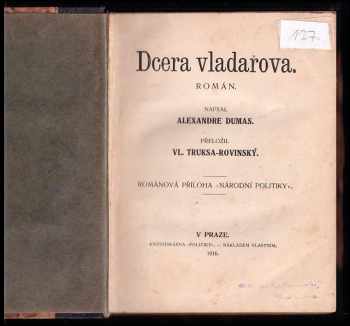 127.
Dcera vladařova.
ROMÁN.
NAPSAL
ALEXANDRE DUMAS.
PŘELOŽIL
VL. TRUKSA-ROVINSKÝ.
ROMÁNOVÁ PŘÍLOHA »NÁRODNÍ POLITIKY«.
V PRAZE.
KNIHTISKÁRNA »POLITIKY«. — NÁKLADEM VLASTNÍM.
1916.